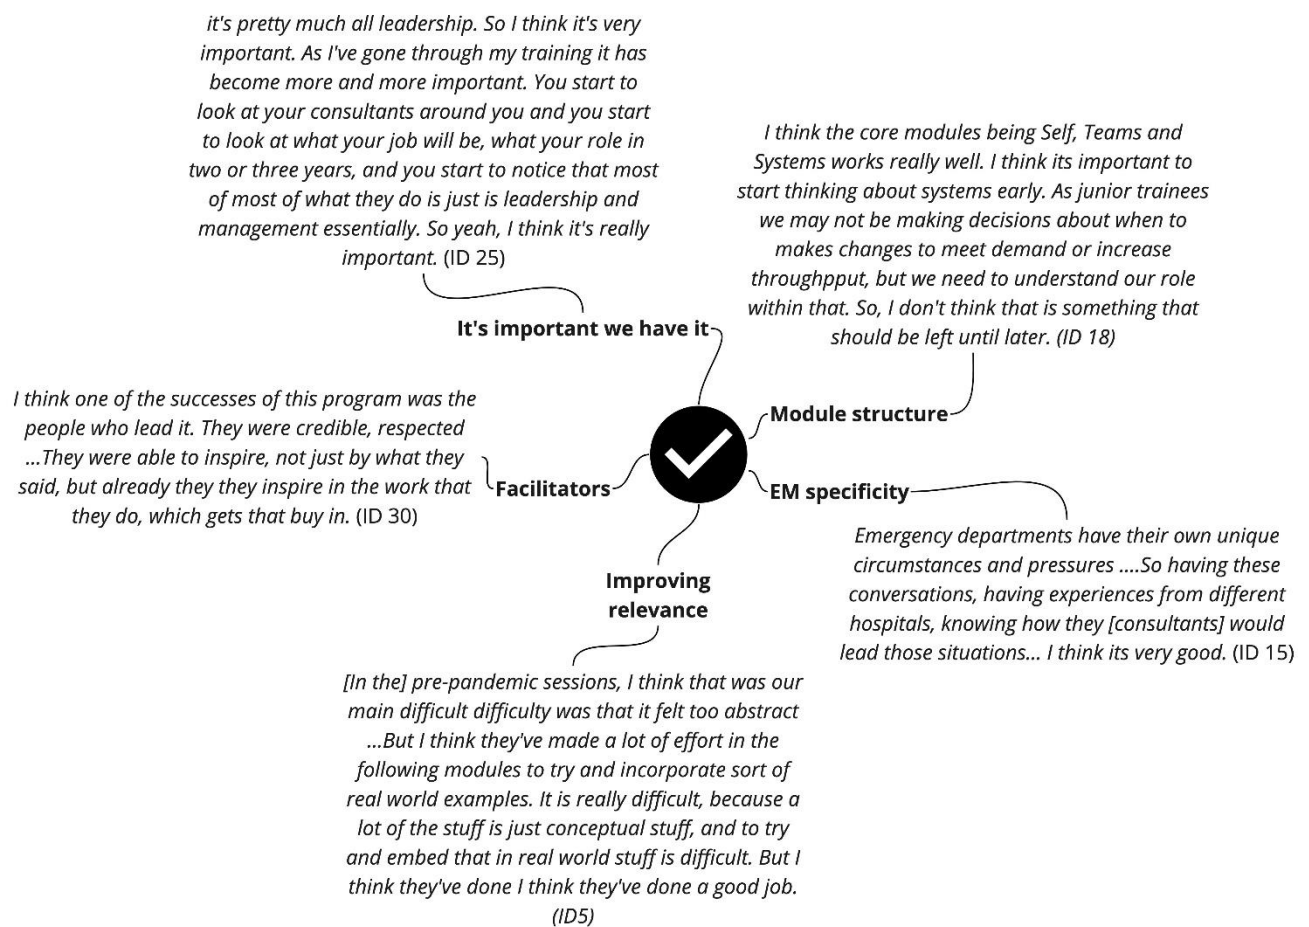 it's pretty much all leadership. So I think it's very
important. As I've gone through my training it has
become more and more important. You start to
look at your consultants around you and you start
to look at what your job will be, what your role in
two or three years, and you start to notice that most
of most of what they do is just is leadership and
management essentially. So yeah, I think it's really
important. (ID 25)
It's important we have it
I think the core modules being Self, Teams and
Systems works really well. I think its important to
start thinking about systems early. As junior trainees
we may not be making decisions about when to
makes changes to meet demand or increase
throughpput, but we need to understand our role
within that. So, I don't think that is something that
should be left until later. (ID 18)
Module structure
I think one of the successes of this program was the
people who lead it. They were credible, respected
...They were able to inspire, not just by what they
said, but already they they inspire in the work that
they do, which gets that buy in. (ID 30)
Facilitators
EM specificity
Emergency departments have their own unique
circumstances and pressures ....So having these
conversations, having experiences from different
hospitals, knowing how they [consultants] would
lead those situations... I think its very good. (ID 15)
Improving
relevance
[In the] pre-pandemic sessions, I think that was our
main difficult difficulty was that it felt too abstract
...But I think they've made a lot of effort in the
following modules to try and incorporate sort of
real world examples. It is really difficult, because a
lot of the stuff is just conceptual stuff, and to try
and embed that in real world stuff is difficult. But I
think they've done I think they've done a good job.
(ID5)